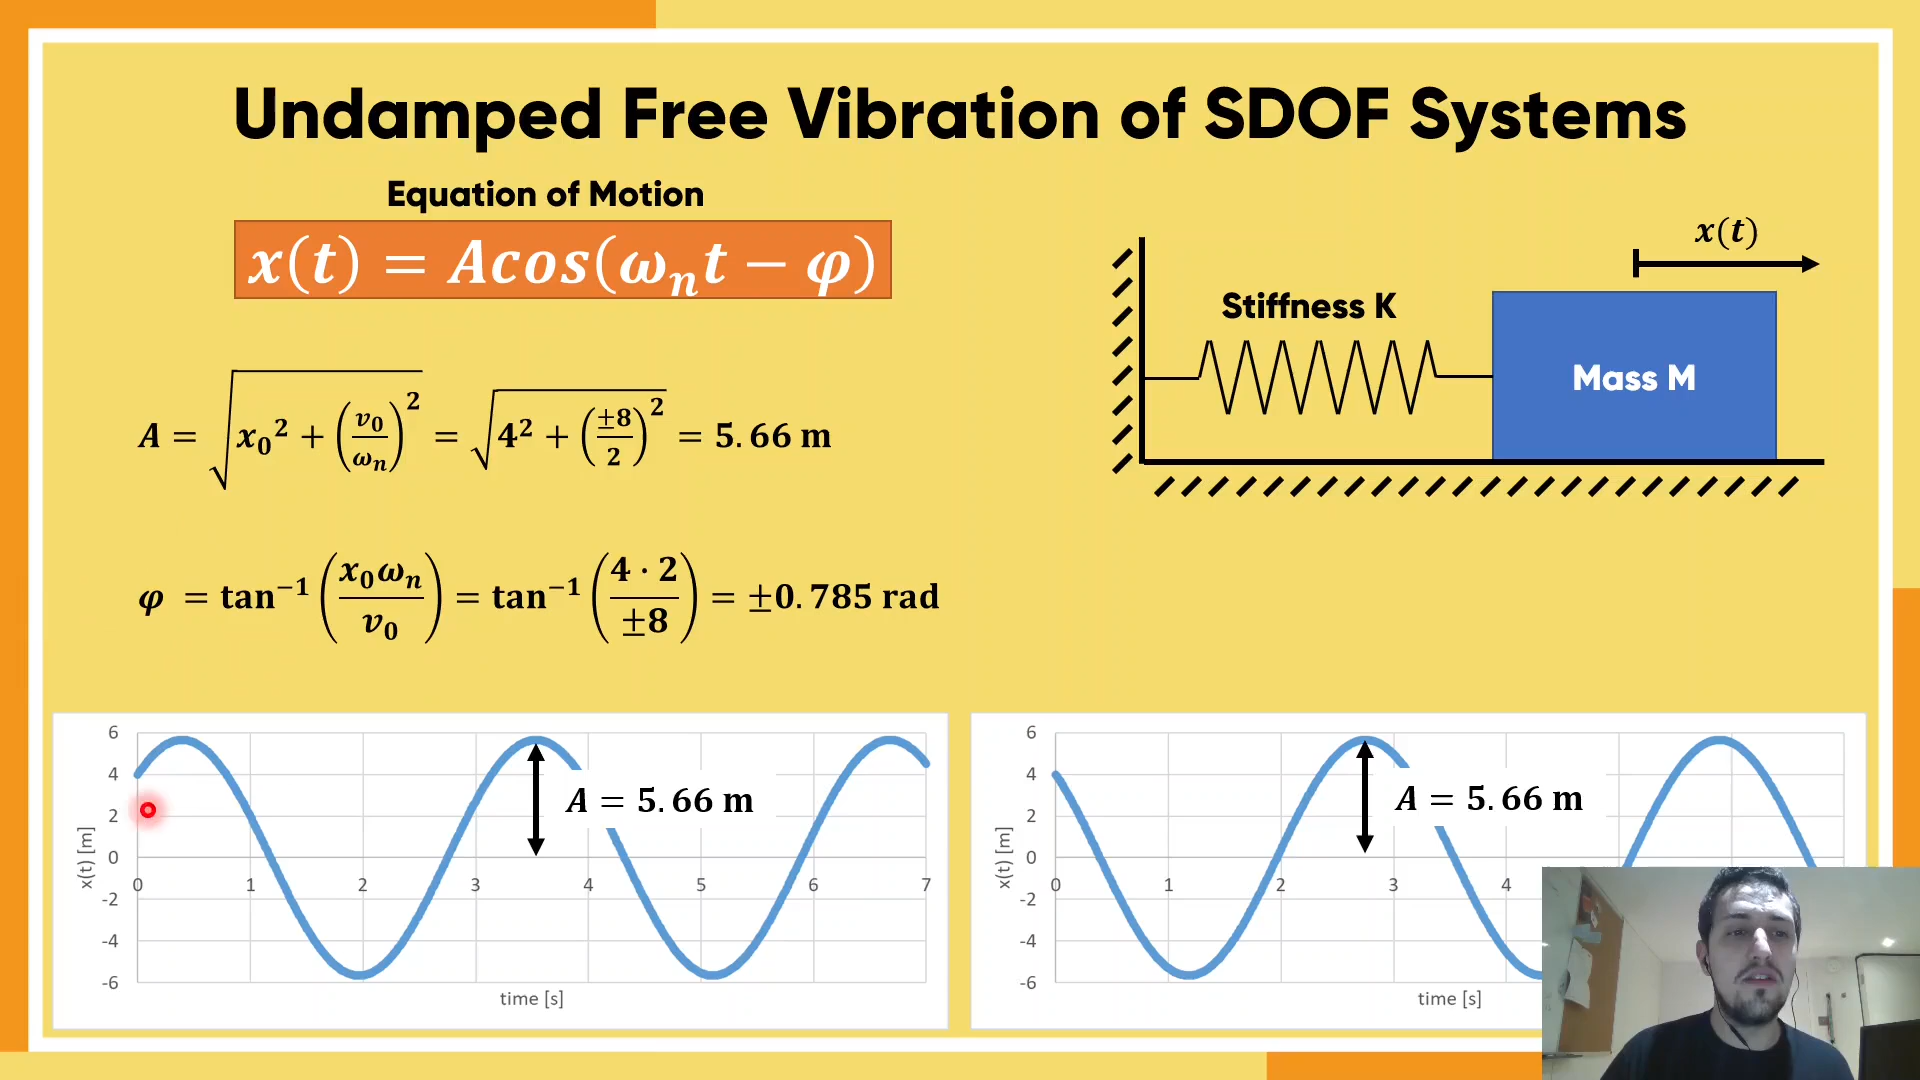 Undamped Free Vibration of SDOF Systems
Equation of Motion
x(t) = Acos(ωₙt − φ)
x(t)
Stiffness K
Mass M
A = √(x₀² + (v₀/ωₙ)²) = √(4² + (±8/2)²) = 5.66 m
φ = tan⁻¹(x₀ωₙ/v₀) = tan⁻¹(4 · 2/±8) = ±0.785 rad
6
4
2
0
-2
-4
-6
x(t) [m]
0 1 2 3 4 5 6 7
time [s]
A = 5.66 m
6
4
2
0
-2
-4
-6
x(t) [m]
0 1 2 3 4
time [s]
A = 5.66 m